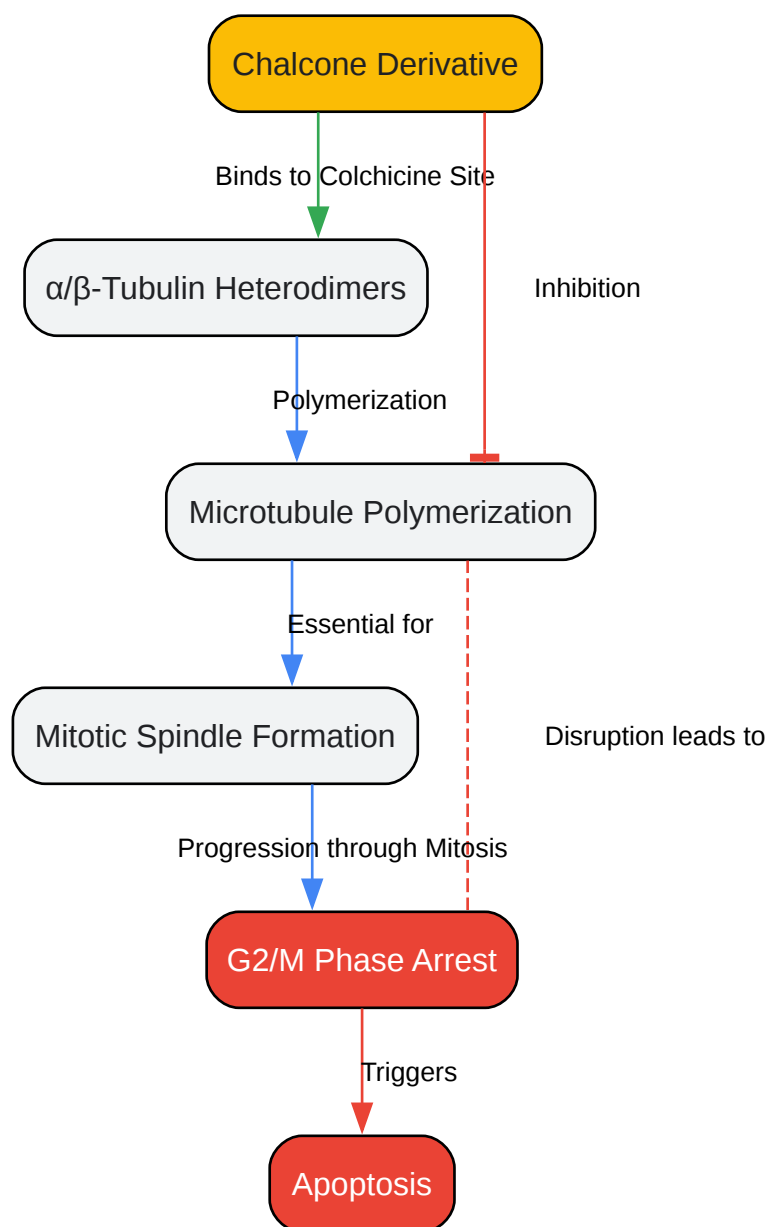 Chalcone Derivative
Binds to Colchicine Site
α/β-Tubulin Heterodimers
Inhibition
Polymerization
Microtubule Polymerization
Essential for
Mitotic Spindle Formation
Disruption leads to
Progression through Mitosis
G2/M Phase Arrest
Triggers
Apoptosis